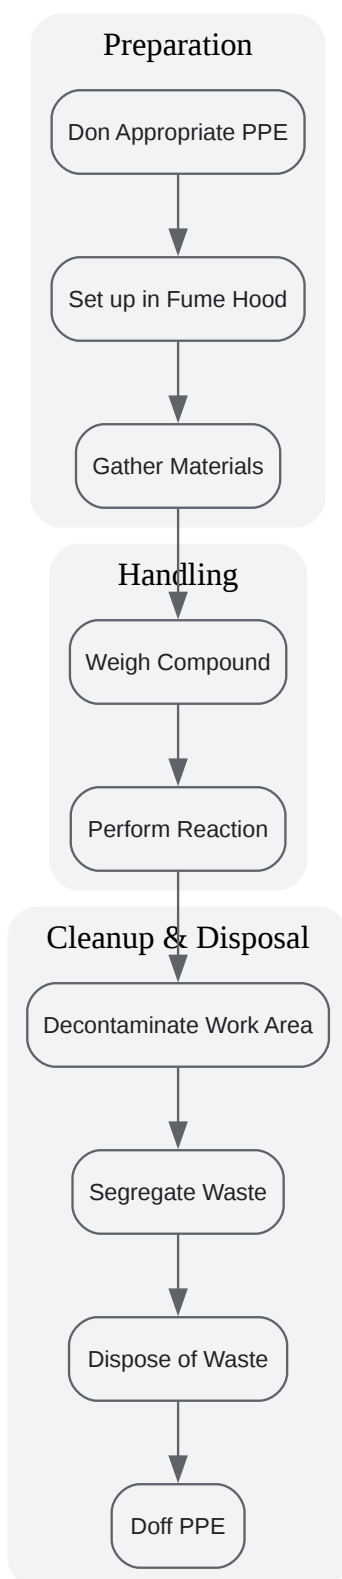 Preparation
Don Appropriate PPE
Set up in Fume Hood
Gather Materials
Handling
Weigh Compound
Perform Reaction
Cleanup & Disposal
Decontaminate Work Area
Segregate Waste
Dispose of Waste
Doff PPE